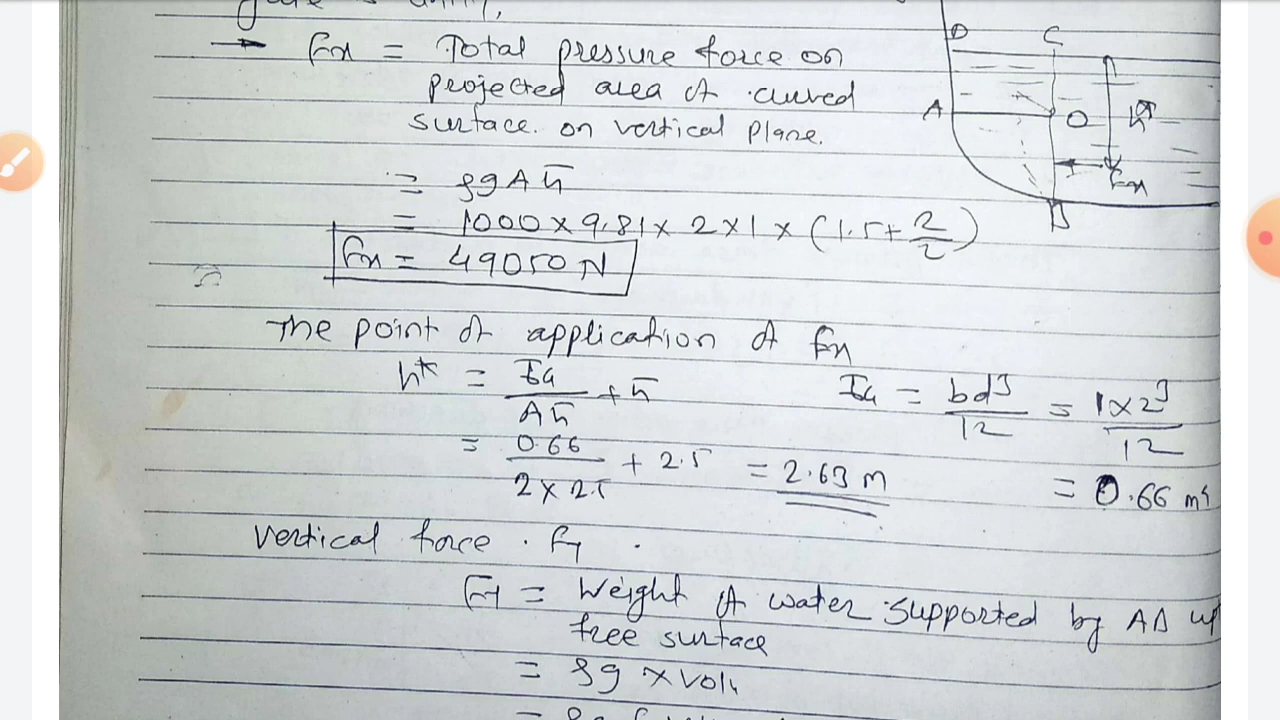 Fx = Total pressure force on
projected area of curved
surface. on vertical plane.
= ρgAh̄
= 1000 × 9.81 × 2 × 1 × (1.5 + 2/2)
Fx = 49050 N
The point of application of Fx
h* = IG / Ah̄ + h̄
IG = bd³ / 12 = 1×2³ / 12
= 0.66 / 2 × 2.5 + 2.5 = 2.63 m
= 0.66 m⁴
Vertical force . Fy .
Fy = Weight of water supported by AB up
free surface
= ρg × volu
D C
A O h*
Fx
B